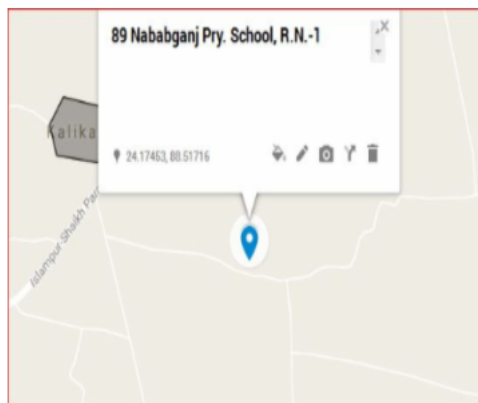 89 Nababganj Pry. School, R.N.-1
Kalika
24.17453, 88.51716
Islampur-Shaikh Para